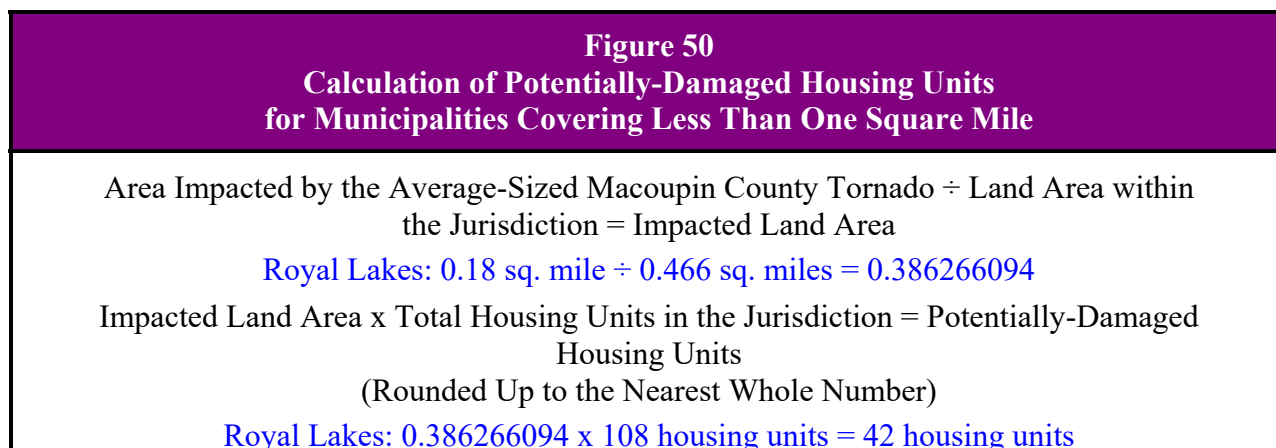 Figure 50
Calculation of Potentially-Damaged Housing Units
for Municipalities Covering Less Than One Square Mile
Area Impacted by the Average-Sized Macoupin County Tornado ÷ Land Area within
the Jurisdiction = Impacted Land Area
Royal Lakes: 0.18 sq. mile ÷ 0.466 sq. miles = 0.386266094
Impacted Land Area x Total Housing Units in the Jurisdiction = Potentially-Damaged
Housing Units
(Rounded Up to the Nearest Whole Number)
Royal Lakes: 0.386266094 x 108 housing units = 42 housing units